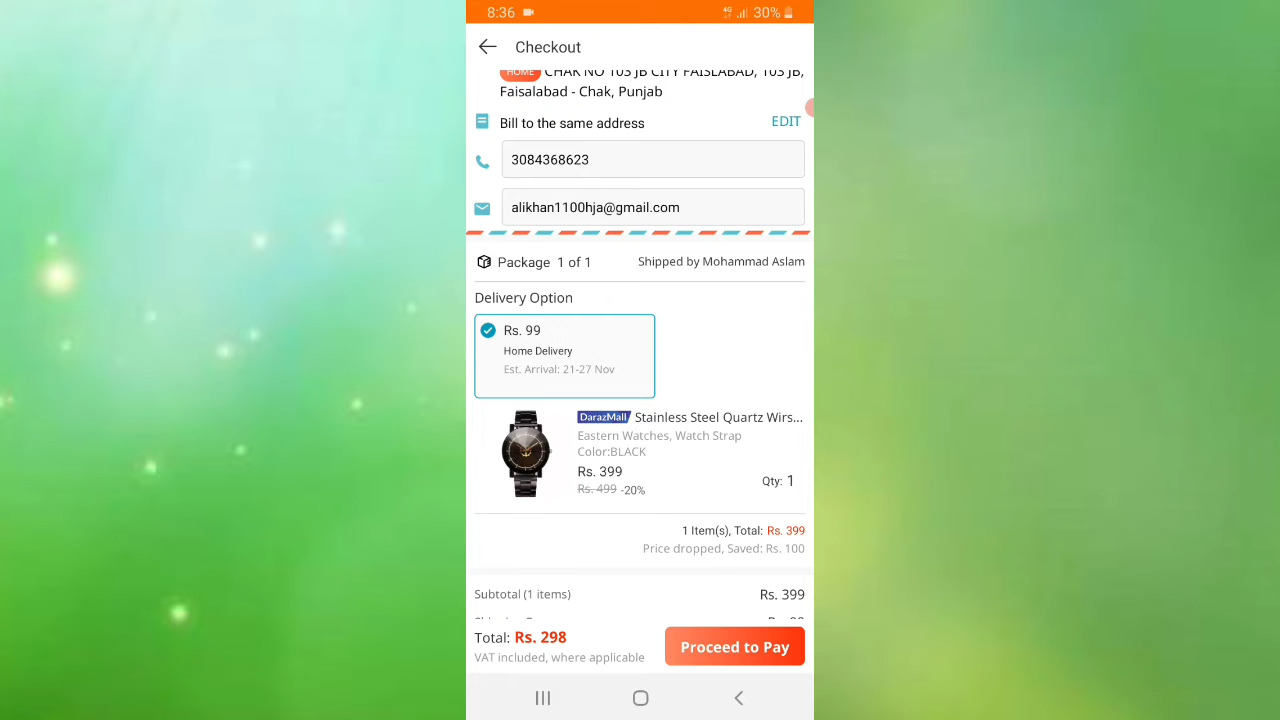 8:36
4G 30%
Checkout
HOME CHAK NO 103 JB CITY FAISLABAD, 103 JB,
Faisalabad - Chak, Punjab
Bill to the same address
EDIT
3084368623
alikhan1100hja@gmail.com
Package 1 of 1
Shipped by Mohammad Aslam
Delivery Option
Rs. 99
Home Delivery
Est. Arrival: 21-27 Nov
DarazMall Stainless Steel Quartz Wirs...
Eastern Watches, Watch Strap
Color:BLACK
Rs. 399
Rs. 499 -20%
Qty: 1
1 Item(s), Total: Rs. 399
Price dropped, Saved: Rs. 100
Subtotal (1 items)
Rs. 399
Total: Rs. 298
VAT included, where applicable
Proceed to Pay